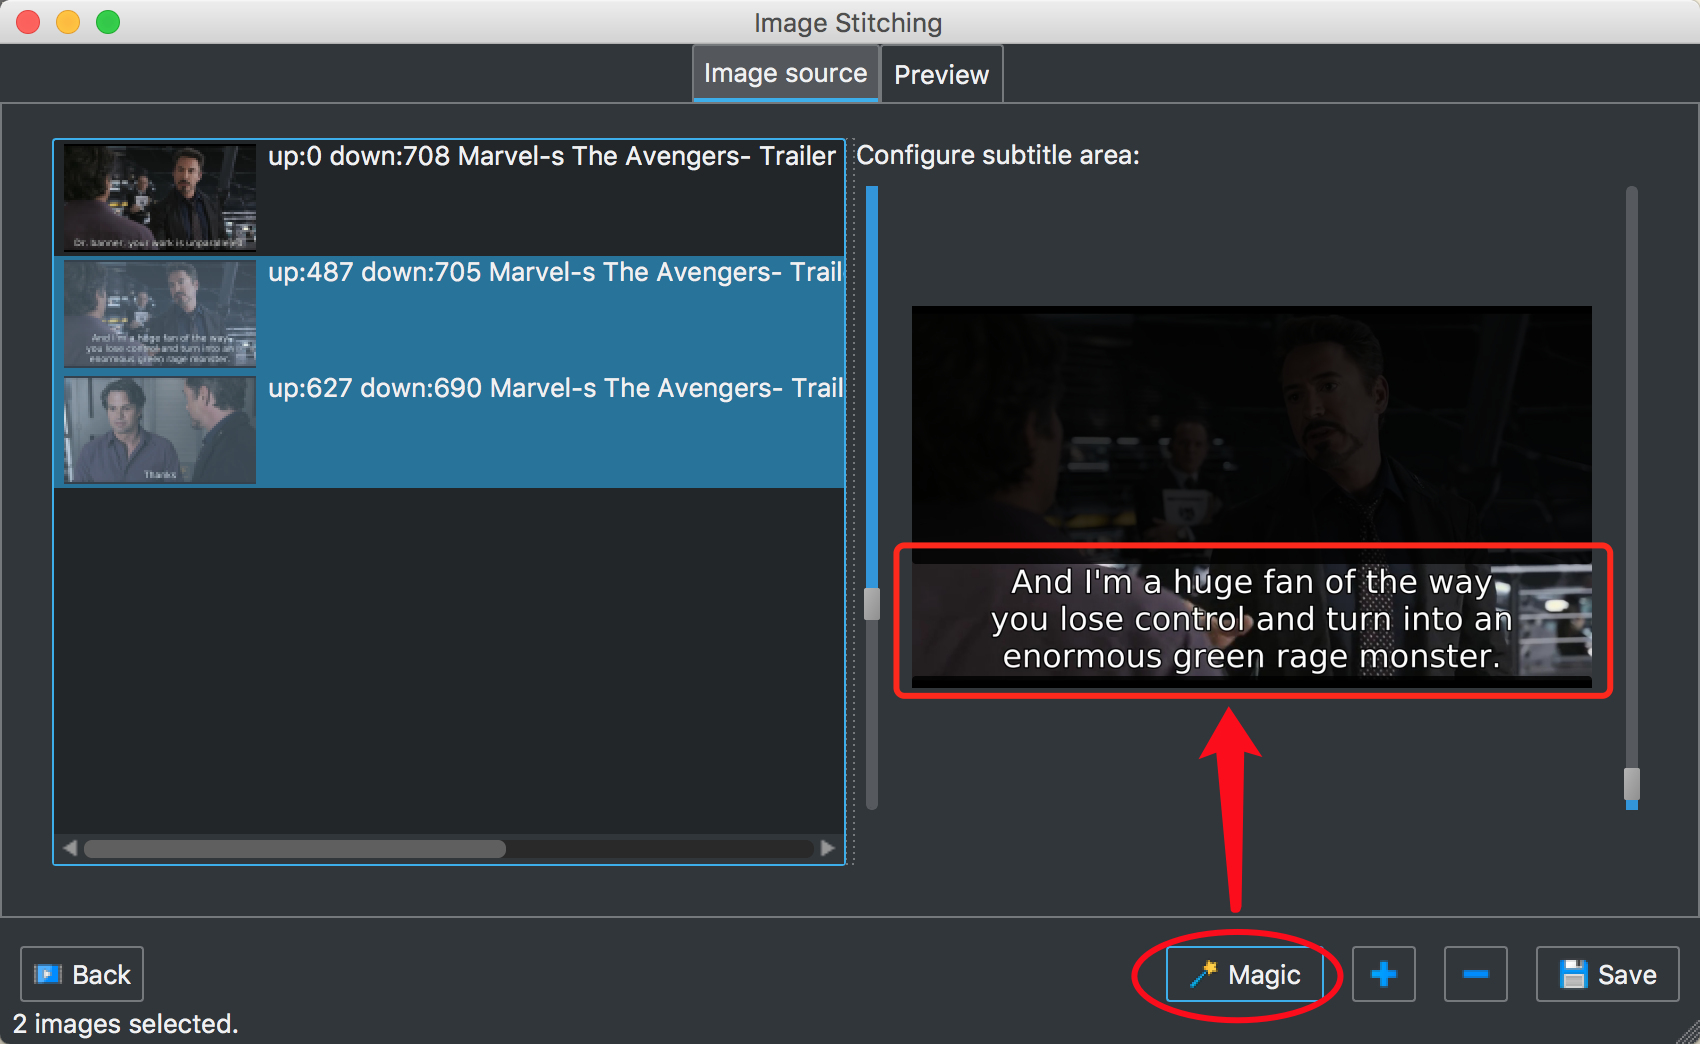 Image Stitching
Image source
Preview
up:0 down:708 Marvel-s The Avengers- Trailer
Dr. banner, your work is unparalleled
up:487 down:705 Marvel-s The Avengers- Trail
And I'm a huge fan of the way
you lose control and turn into an
enormous green rage monster.
up:627 down:690 Marvel-s The Avengers- Trail
Thanks
Configure subtitle area:
And I'm a huge fan of the way
you lose control and turn into an
enormous green rage monster.
Back
Magic
Save
2 images selected.